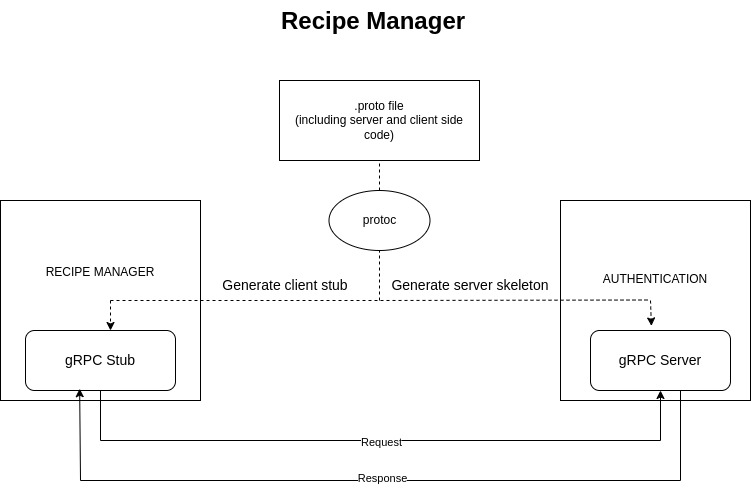 Recipe Manager
.proto file
(including server and client side
code)
protoc
RECIPE MANAGER
AUTHENTICATION
Generate client stub
Generate server skeleton
gRPC Stub
gRPC Server
Request
Response